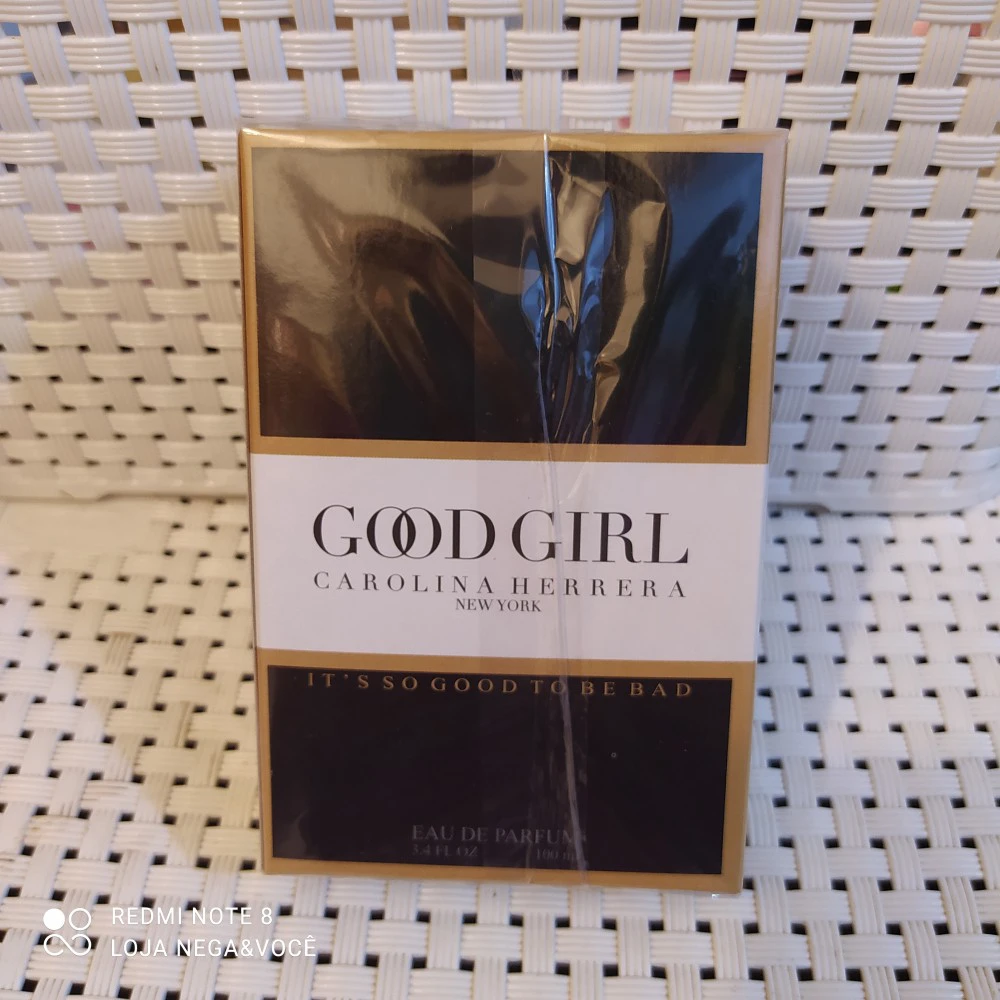 GOOD GIRL
CAROLINA HERRERA
NEW YORK
IT'S SO GOOD TO BE BAD
EAU DE PARFUM
3.4 FL OZ 100 ml
REDMI NOTE 8
LOJA NEGA&VOCÊ